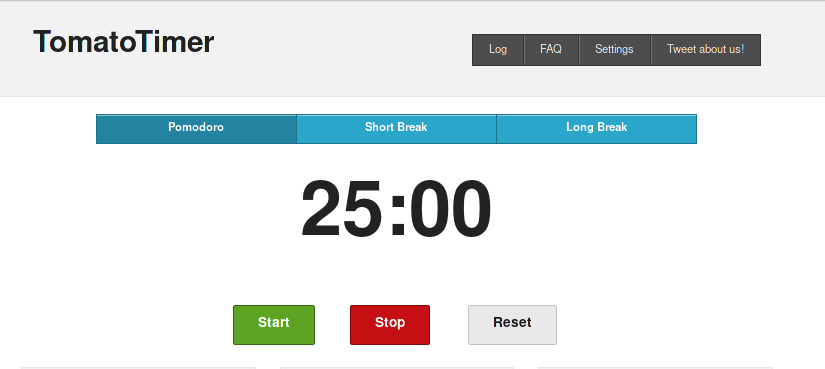 TomatoTimer
Log FAQ Settings Tweet about us!
Pomodoro Short Break Long Break
25:00
Start Stop Reset